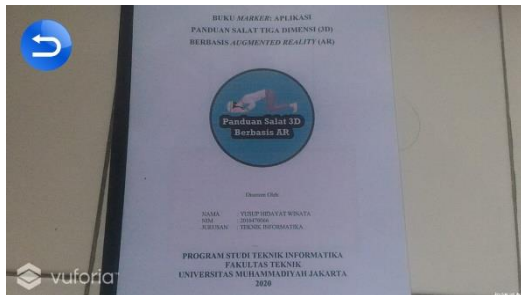 BUKU MARKER: APLIKASI
PANDUAN SALAT TIGA DIMENSI (3D)
BERBASIS AUGMENTED REALITY (AR)
Panduan Salat 3D
Berbasis AR
Oleh
NAMA : YUSUP HIDAYAT WINATA
NIM
JURUSAN : TEKNIK INFORMATIKA
PROGRAM STUDI TEKNIK INFORMATIKA
FAKULTAS TEKNIK
UNIVERSITAS MUHAMMADIYAH JAKARTA
2020
vuforia